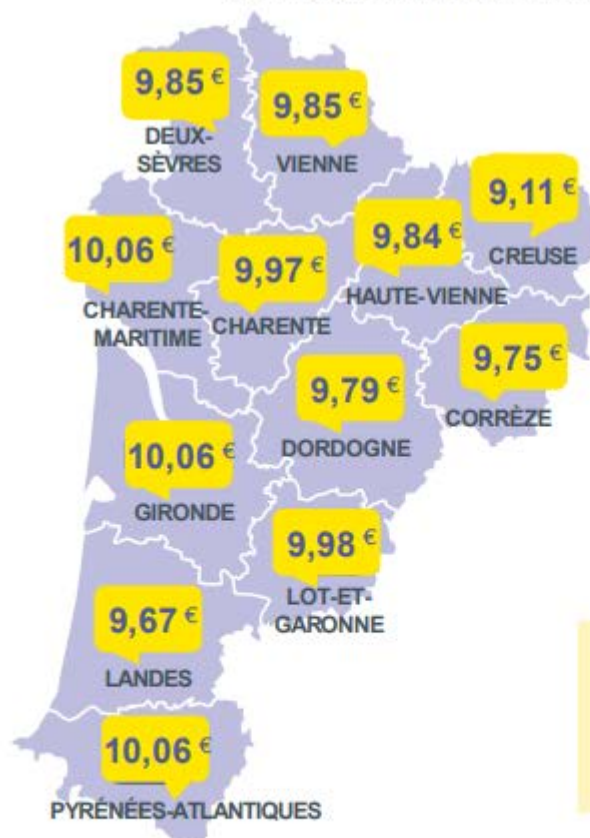 9,85 €
DEUX-
SÈVRES
9,85 €
VIENNE
9,11 €
CREUSE
10,06 €
CHARENTE-
MARITIME
9,97 €
CHARENTE
9,84 €
HAUTE-VIENNE
9,75 €
CORRÈZE
9,79 €
DORDOGNE
10,06 €
GIRONDE
9,98 €
LOT-ET-
GARONNE
9,67 €
LANDES
10,06 €
PYRÉNÉES-ATLANTIQUES